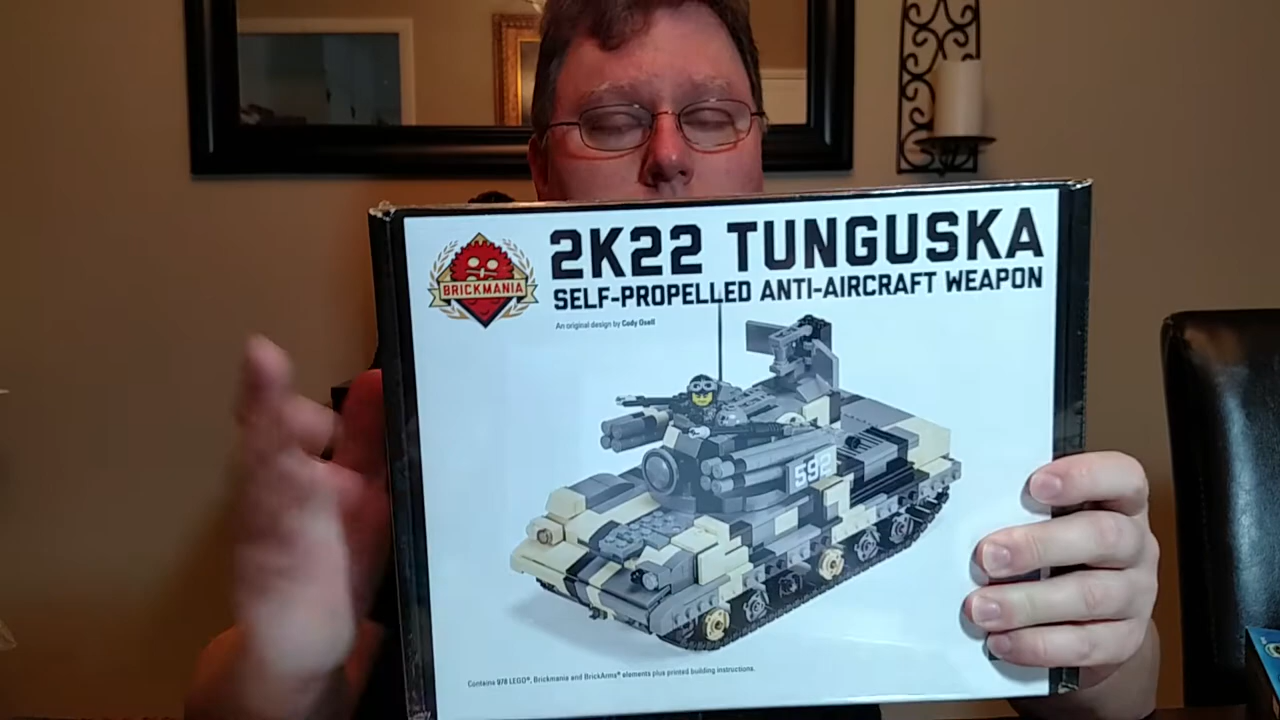 2K22 TUNGUSKA
SELF-PROPELLED ANTI-AIRCRAFT WEAPON
BRICKMANIA
An original design by Cody Osell
592
Contains 978 LEGO®, Brickmania and BrickArms® elements plus printed building instructions.